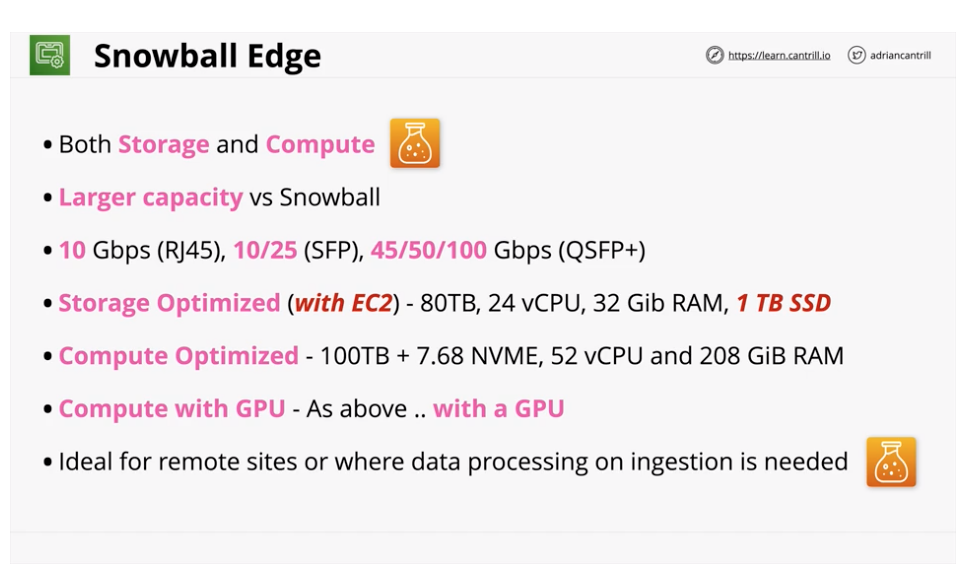 Snowball Edge
https://learn.cantrill.io
adriancantrill
• Both Storage and Compute
• Larger capacity vs Snowball
• 10 Gbps (RJ45), 10/25 (SFP), 45/50/100 Gbps (QSFP+)
• Storage Optimized (with EC2) - 80TB, 24 vCPU, 32 Gib RAM, 1 TB SSD
• Compute Optimized - 100TB + 7.68 NVME, 52 vCPU and 208 GiB RAM
• Compute with GPU - As above .. with a GPU
• Ideal for remote sites or where data processing on ingestion is needed